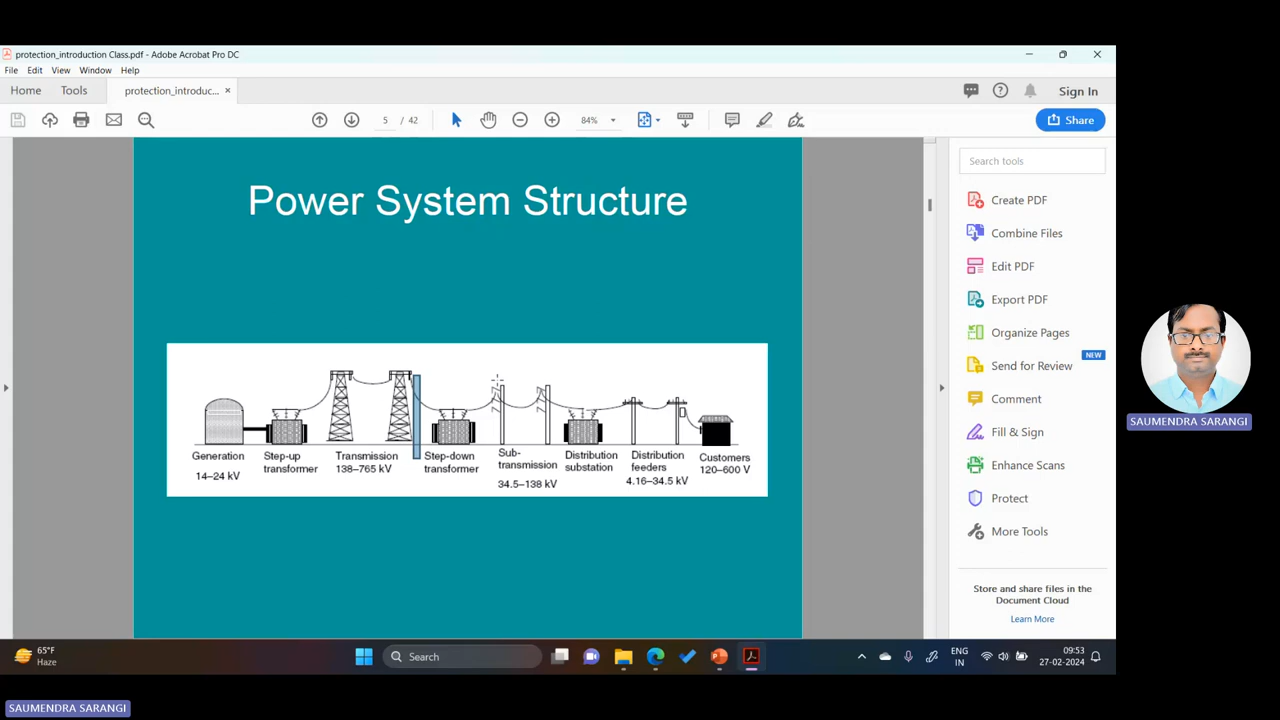 protection_introduction Class.pdf - Adobe Acrobat Pro DC
File Edit View Window Help
Home Tools protection_introduc... ×
Sign In
5 / 42
84%
Share
Power System Structure
Generation
14–24 kV
Step-up
transformer
Transmission
138–765 kV
Step-down
transformer
Sub-
transmission
34.5–138 kV
Distribution
substation
Distribution
feeders
4.16–34.5 kV
Customers
120–600 V
Search tools
Create PDF
Combine Files
Edit PDF
Export PDF
Organize Pages
Send for Review
NEW
Comment
Fill & Sign
Enhance Scans
Protect
More Tools
Store and share files in the
Document Cloud
Learn More
SAUMENDRA SARANGI
65°F
Haze
Search
ENG
IN
09:53
27-02-2024
SAUMENDRA SARANGI